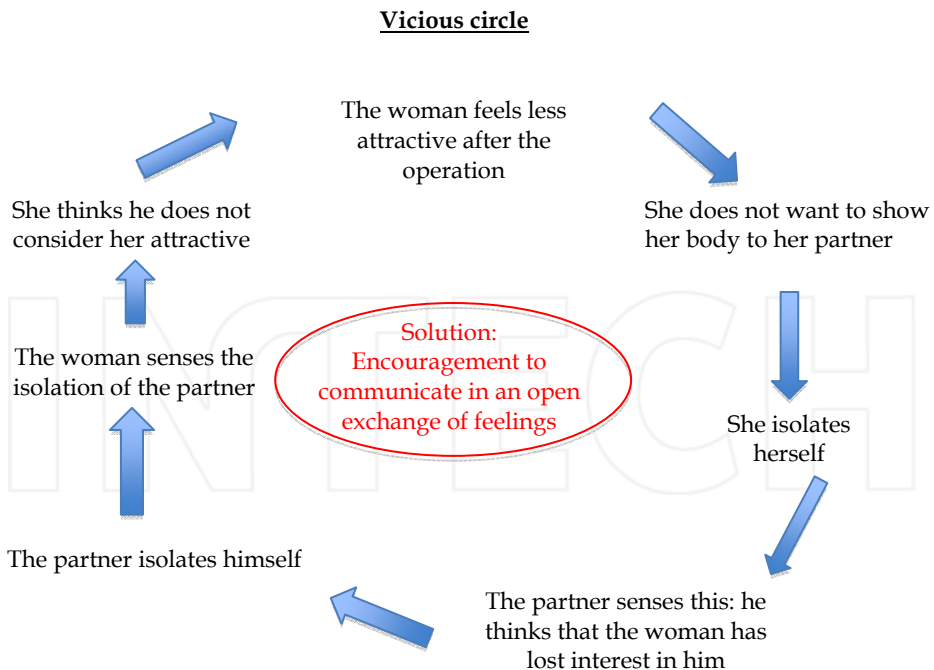 Vicious circle
The woman feels less
attractive after the
operation
She does not want to show
her body to her partner
She isolates
herself
The partner senses this: he
thinks that the woman has
lost interest in him
The partner isolates himself
The woman senses the
isolation of the partner
She thinks he does not
consider her attractive
Solution:
Encouragement to
communicate in an open
exchange of feelings
INTECH